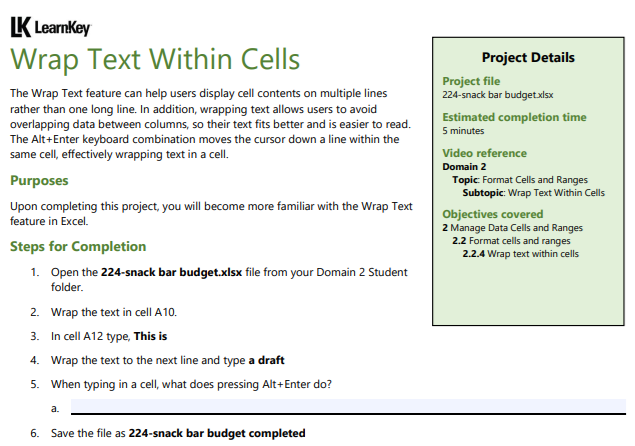 LK LearnKey
Wrap Text Within Cells
The Wrap Text feature can help users display cell contents on multiple lines
rather than one long line. In addition, wrapping text allows users to avoid
overlapping data between columns, so their text fits better and is easier to read.
The Alt+Enter keyboard combination moves the cursor down a line within the
same cell, effectively wrapping text in a cell.
Purposes
Upon completing this project, you will become more familiar with the Wrap Text
feature in Excel.
Steps for Completion
1. Open the 224-snack bar budget.xlsx file from your Domain 2 Student
folder.
2. Wrap the text in cell A10.
3. In cell A12 type, This is
4. Wrap the text to the next line and type a draft
5. When typing in a cell, what does pressing Alt+Enter do?
a.
6. Save the file as 224-snack bar budget completed
Project Details
Project file
224-snack bar budget.xlsx
Estimated completion time
5 minutes
Video reference
Domain 2
Topic: Format Cells and Ranges
Subtopic: Wrap Text Within Cells
Objectives covered
2 Manage Data Cells and Ranges
2.2 Format cells and ranges
2.2.4 Wrap text within cells